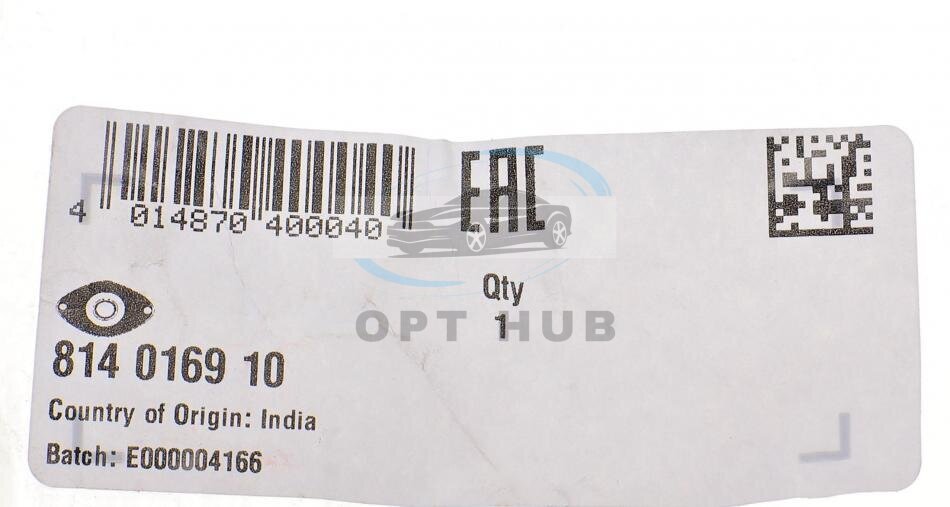 4 014870 400040
EAC
Qty
1
OPT HUB
814 0169 10
Country of Origin: India
Batch: E000004166